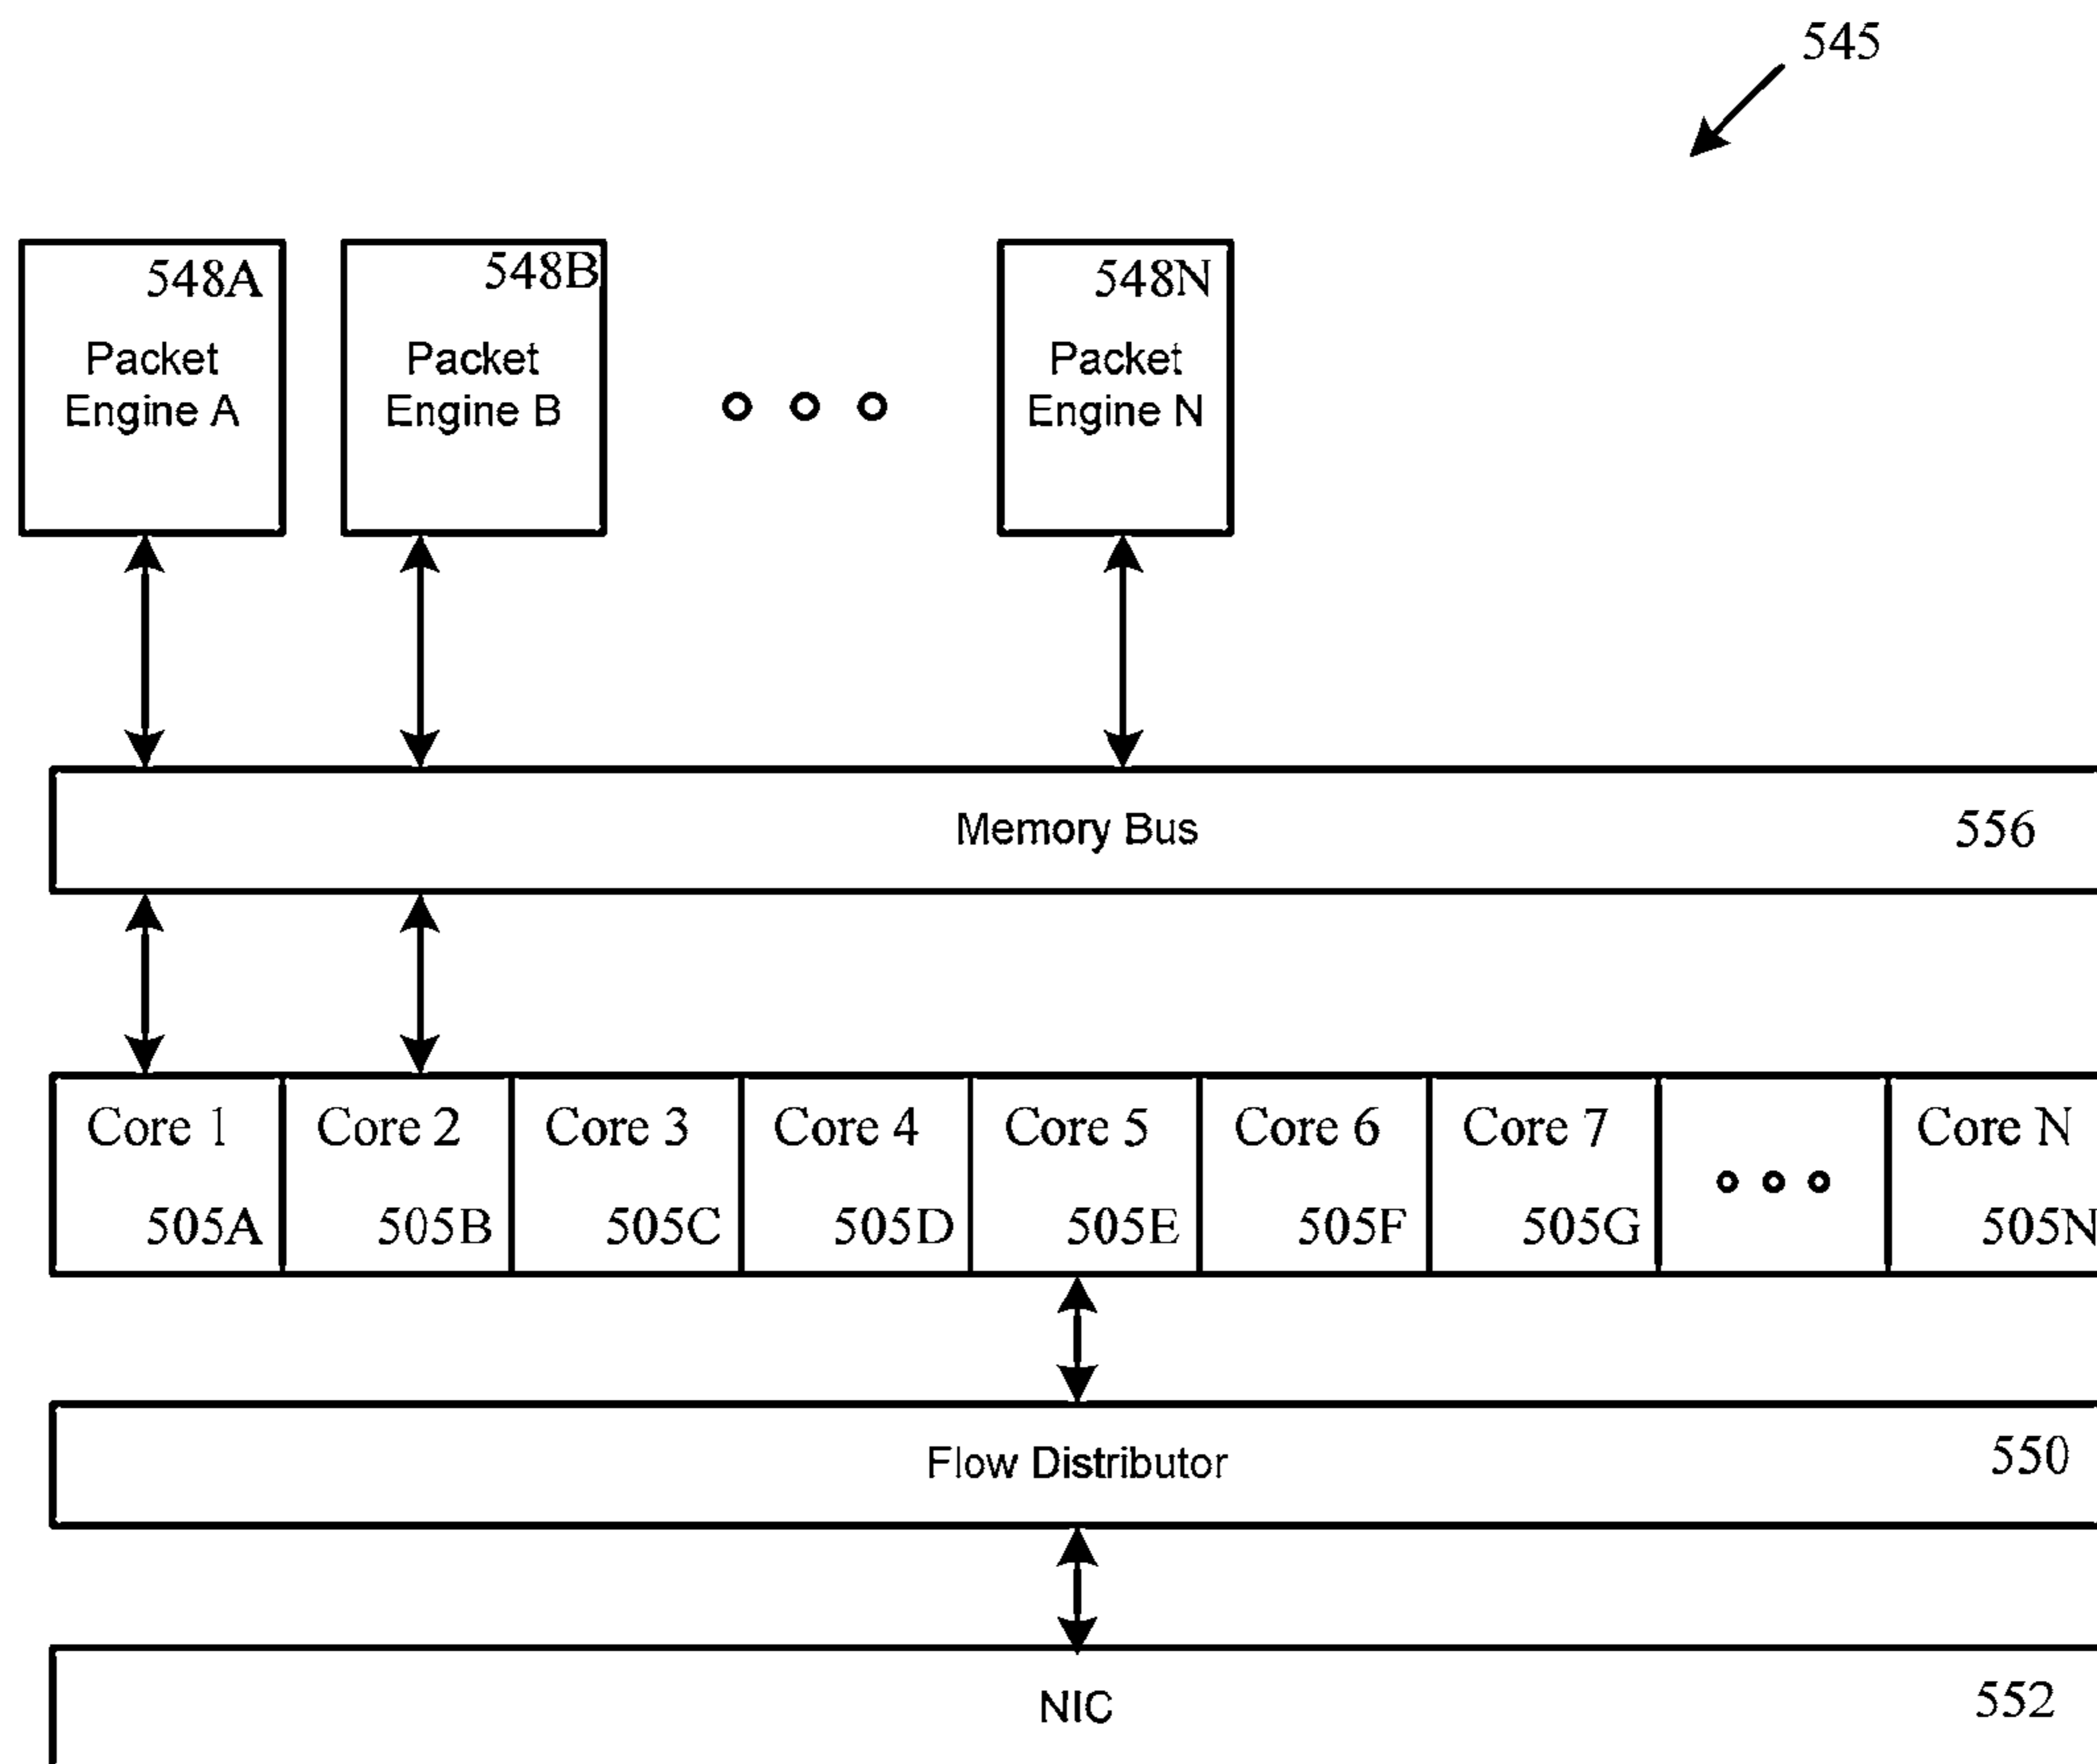 545
548A
Packet
Engine A
548B
Packet
Engine B
548N
Packet
Engine N
Memory Bus 556
Core 1 Core 2 Core 3 Core 4 Core 5 Core 6 Core 7 Core N
505A 505B 505C 505D 505E 505F 505G 505N
Flow Distributor 550
NIC 552